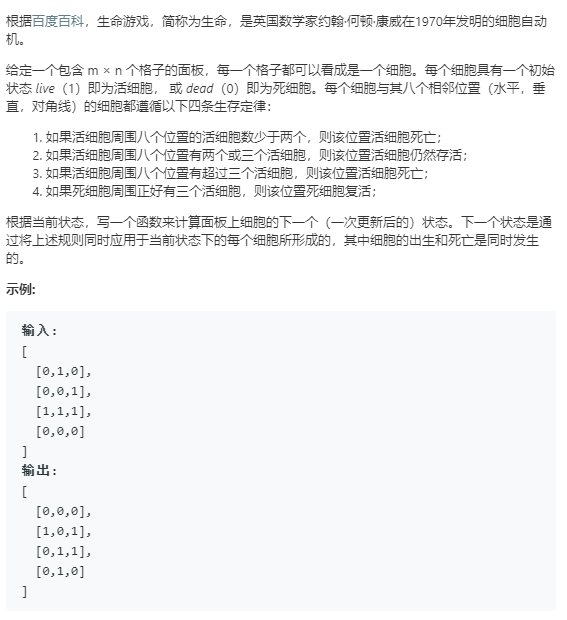 根据百度百科，生命游戏，简称为生命，是英国数学家约翰·何顿·康威在1970年发明的细胞自动
机。
给定一个包含 m × n 个格子的面板，每一个格子都可以看成是一个细胞。每个细胞具有一个初始
状态 live（1）即为活细胞， 或 dead（0）即为死细胞。每个细胞与其八个相邻位置（水平，垂
直，对角线）的细胞都遵循以下四条生存定律：
1. 如果活细胞周围八个位置的活细胞数少于两个，则该位置活细胞死亡；
2. 如果活细胞周围八个位置有两个或三个活细胞，则该位置活细胞仍然存活；
3. 如果活细胞周围八个位置有超过三个活细胞，则该位置活细胞死亡；
4. 如果死细胞周围正好有三个活细胞，则该位置死细胞复活；
根据当前状态，写一个函数来计算面板上细胞的下一个（一次更新后的）状态。下一个状态是通
过将上述规则同时应用于当前状态下的每个细胞所形成的，其中细胞的出生和死亡是同时发生
的。
示例:
输入:
[
[0,1,0],
[0,0,1],
[1,1,1],
[0,0,0]
]
输出:
[
[0,0,0],
[1,0,1],
[0,1,1],
[0,1,0]
]